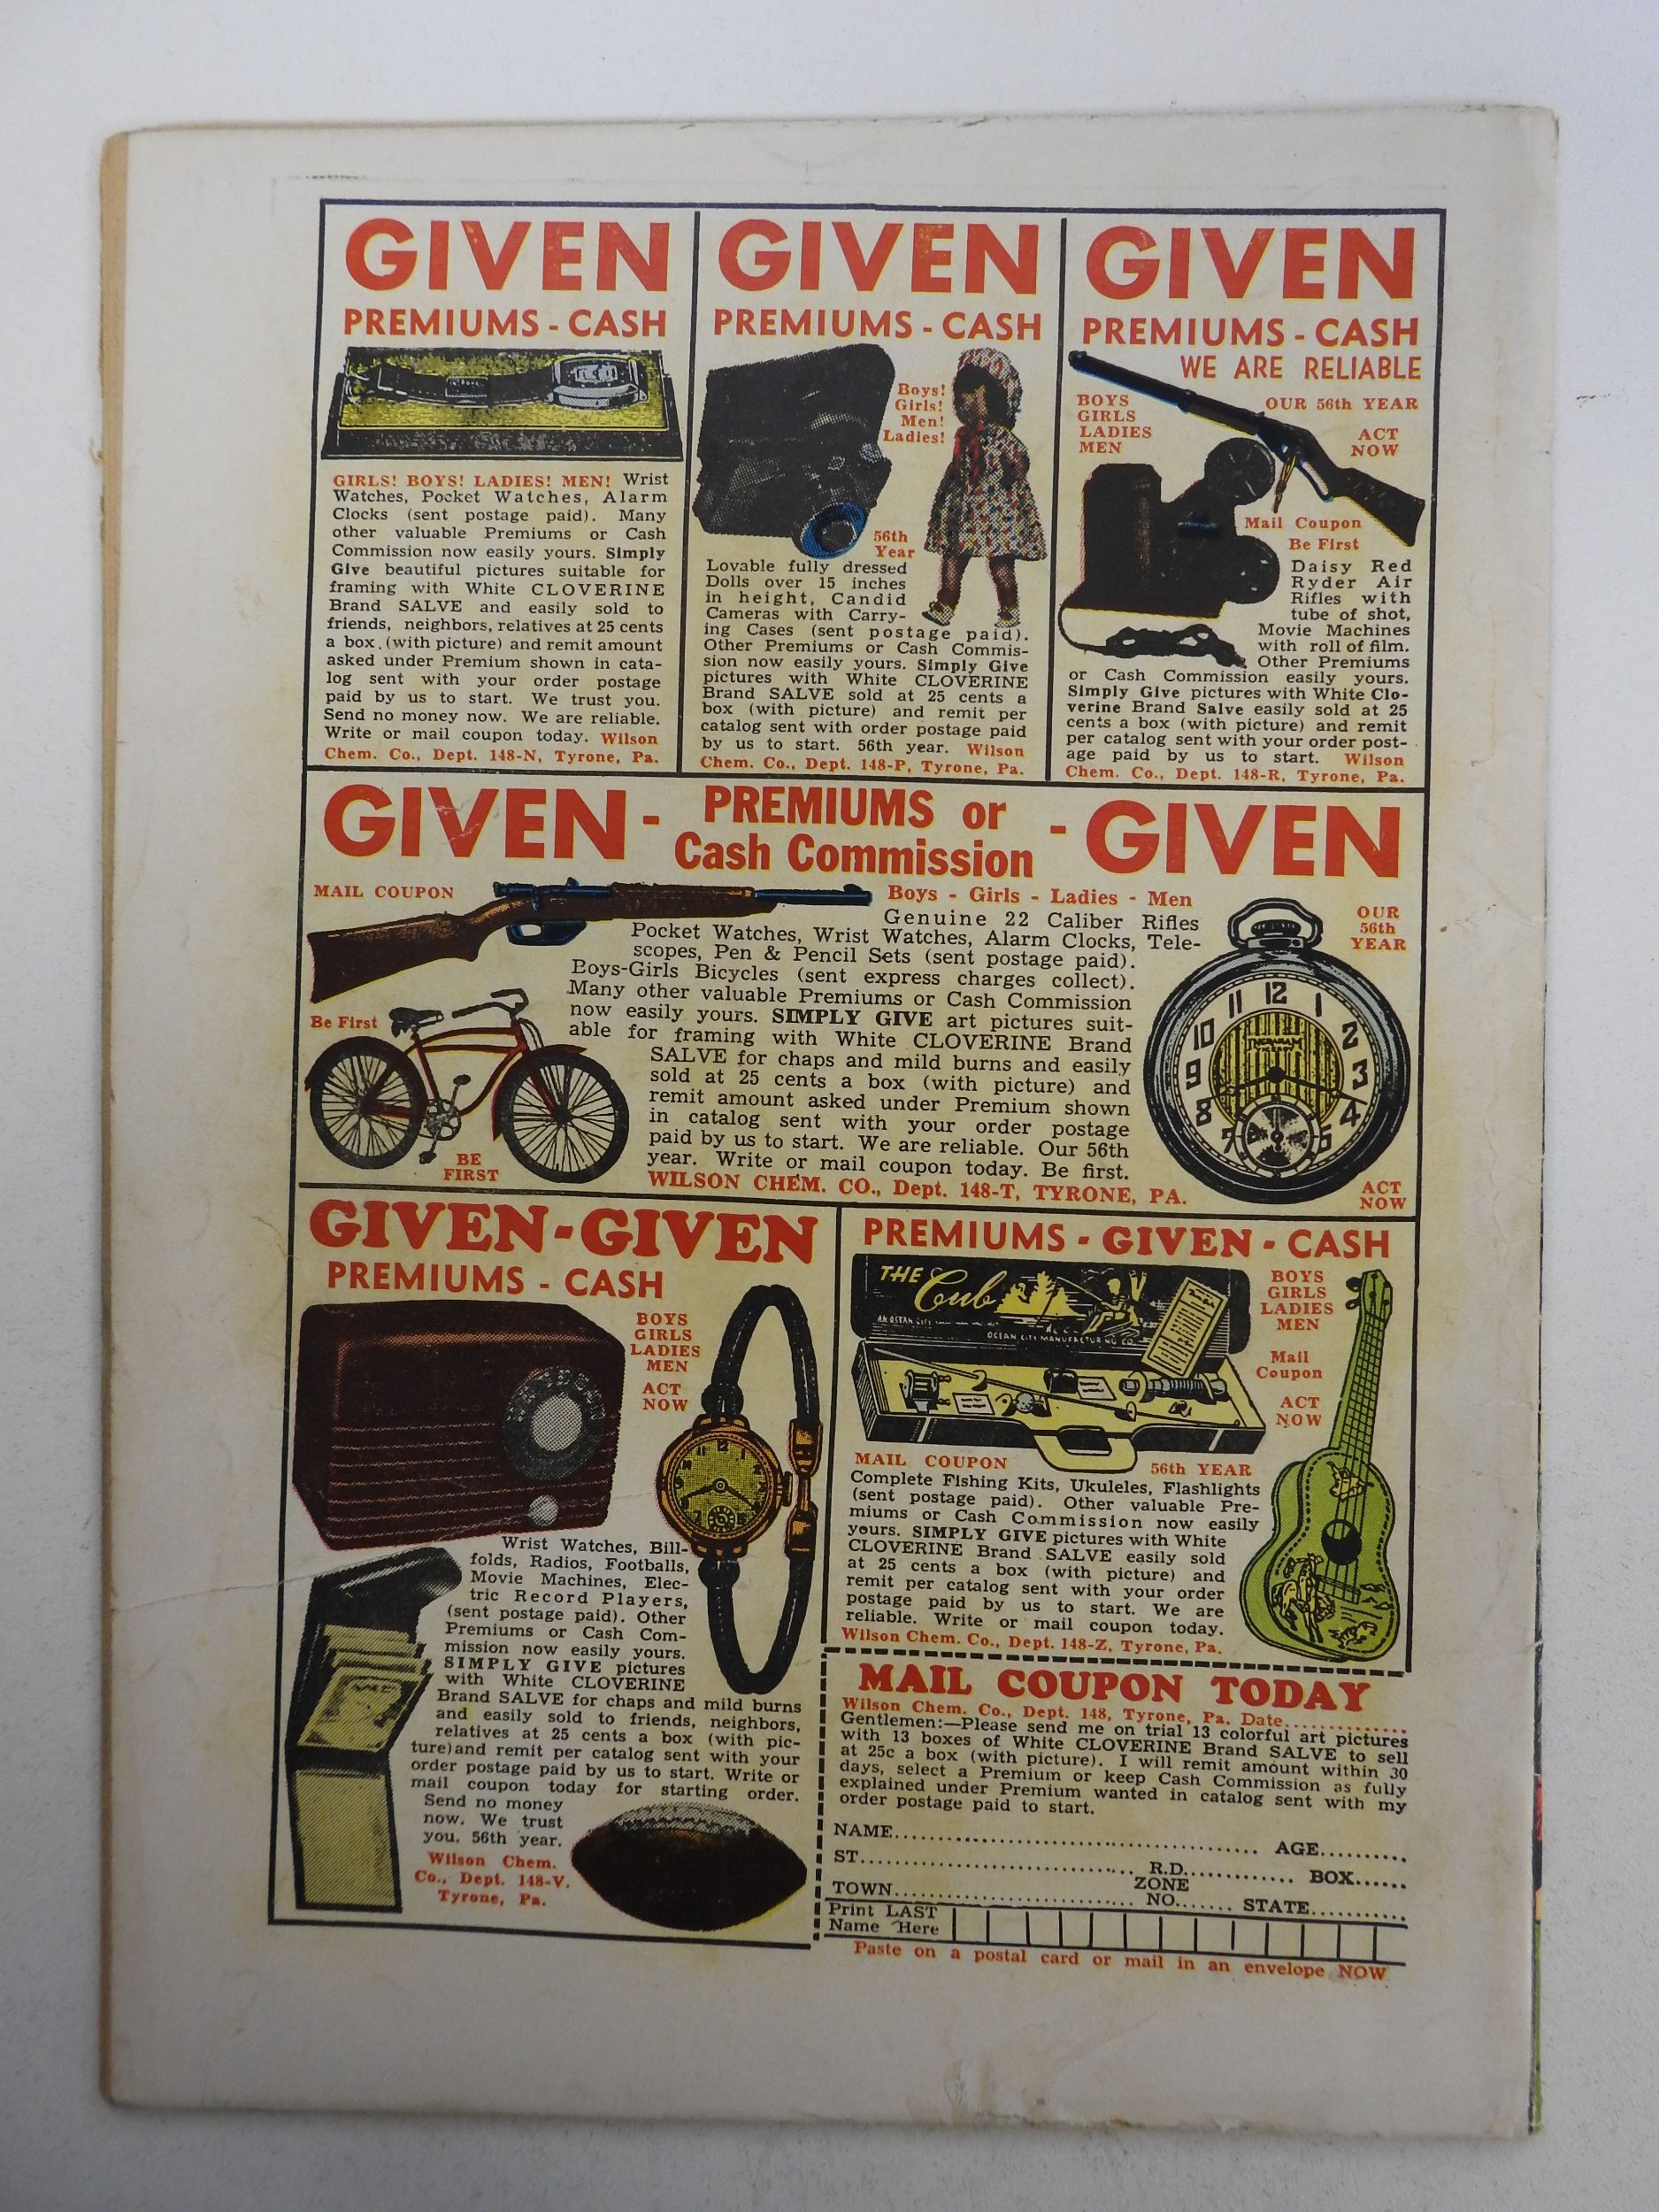 GIVEN
PREMIUMS - CASH
GIRLS! BOYS! LADIES! MEN! Wrist
Watches, Pocket Watches, Alarm
Clocks (sent postage paid). Many
other valuable Premiums or Cash
Commission now easily yours. Simply
Give beautiful pictures suitable for
framing with White CLOVERINE
Brand SALVE and easily sold to
friends, neighbors, relatives at 25 cents
a box. (with picture) and remit amount
asked under Premium shown in cata-
log sent with your order postage
paid by us to start. We trust you.
Send no money now. We are reliable.
Write or mail coupon today. Wilson
Chem. Co., Dept. 148-N, Tyrone, Pa.
GIVEN
PREMIUMS - CASH
Boys!
Girls!
Men!
Ladies!
56th
Year
Lovable fully dressed
Dolls over 15 inches
in height, Candid
Cameras with Carry-
ing Cases (sent postage paid).
Other Premiums or Cash Commis-
sion now easily yours. Simply Give
pictures with White CLOVERINE
Brand SALVE sold at 25 cents a
box (with picture) and remit per
catalog sent with order postage paid
by us to start. 56th year. Wilson
Chem. Co., Dept. 148-P, Tyrone, Pa.
GIVEN
PREMIUMS - CASH
WE ARE RELIABLE
BOYS
GIRLS
LADIES
MEN
OUR 56th YEAR
ACT
NOW
Mail Coupon
Be First
Daisy Red
Ryder Air
Rifles with
tube of shot,
Movie Machines
with roll of film.
Other Premiums
or Cash Commission easily yours.
Simply Give pictures with White Clo-
verine Brand Salve easily sold at 25
cents a box (with picture) and remit
per catalog sent with your order post-
age paid by us to start. Wilson
Chem. Co., Dept. 148-R, Tyrone, Pa.
GIVEN - PREMIUMS or - GIVEN
Cash Commission
MAIL COUPON
Boys - Girls - Ladies - Men
Genuine 22 Caliber Rifles
Pocket Watches, Wrist Watches, Alarm Clocks, Tele-
scopes, Pen & Pencil Sets (sent postage paid).
Boys-Girls Bicycles (sent express charges collect).
Many other valuable Premiums or Cash Commission
now easily yours. SIMPLY GIVE art pictures suit-
able for framing with White CLOVERINE Brand
SALVE for chaps and mild burns and easily
sold at 25 cents a box (with picture) and
remit amount asked under Premium shown
in catalog sent with your order postage
paid by us to start. We are reliable. Our 56th
year. Write or mail coupon today. Be first.
WILSON CHEM. CO., Dept. 148-T, TYRONE, PA.
Be First
BE
FIRST
OUR
56th
YEAR
11 12 1
10 2
9 3
8 4
7 5
INGRAHAM
ACT
NOW
GIVEN-GIVEN
PREMIUMS - CASH
BOYS
GIRLS
LADIES
MEN
ACT
NOW
Wrist Watches, Bill-
folds, Radios, Footballs,
Movie Machines, Elec-
tric Record Players,
(sent postage paid). Other
Premiums or Cash Com-
mission now easily yours.
SIMPLY GIVE pictures
with White CLOVERINE
Brand SALVE for chaps and mild burns
and easily sold to friends, neighbors,
relatives at 25 cents a box (with pic-
ture)and remit per catalog sent with your
order postage paid by us to start. Write or
mail coupon today for starting order.
Send no money
now. We trust
you. 56th year.
Wilson Chem.
Co., Dept. 148-V.
Tyrone, Pa.
PREMIUMS - GIVEN - CASH
THE Cub
AN OCEAN CITY
OCEAN CITY MANUFACTURING CO.
BOYS
GIRLS
LADIES
MEN
Mail
Coupon
ACT
NOW
MAIL COUPON 56th YEAR
Complete Fishing Kits, Ukuleles, Flashlights
(sent postage paid). Other valuable Pre-
miums or Cash Commission now easily
yours. SIMPLY GIVE pictures with White
CLOVERINE Brand SALVE easily sold
at 25 cents a box (with picture) and
remit per catalog sent with your order
postage paid by us to start. We are
reliable. Write or mail coupon today.
Wilson Chem. Co., Dept. 148-Z, Tyrone, Pa.
MAIL COUPON TODAY
Wilson Chem. Co., Dept. 148, Tyrone, Pa. Date..............
Gentlemen:—Please send me on trial 13 colorful art pictures
with 13 boxes of White CLOVERINE Brand SALVE to sell
at 25c a box (with picture). I will remit amount within 30
days, select a Premium or keep Cash Commission as fully
explained under Premium wanted in catalog sent with my
order postage paid to start.
NAME.......................................... AGE..........
ST............................... R.D............. BOX......
TOWN........................... ZONE NO....... STATE...........
Print LAST
Name Here
Paste on a postal card or mail in an envelope NOW